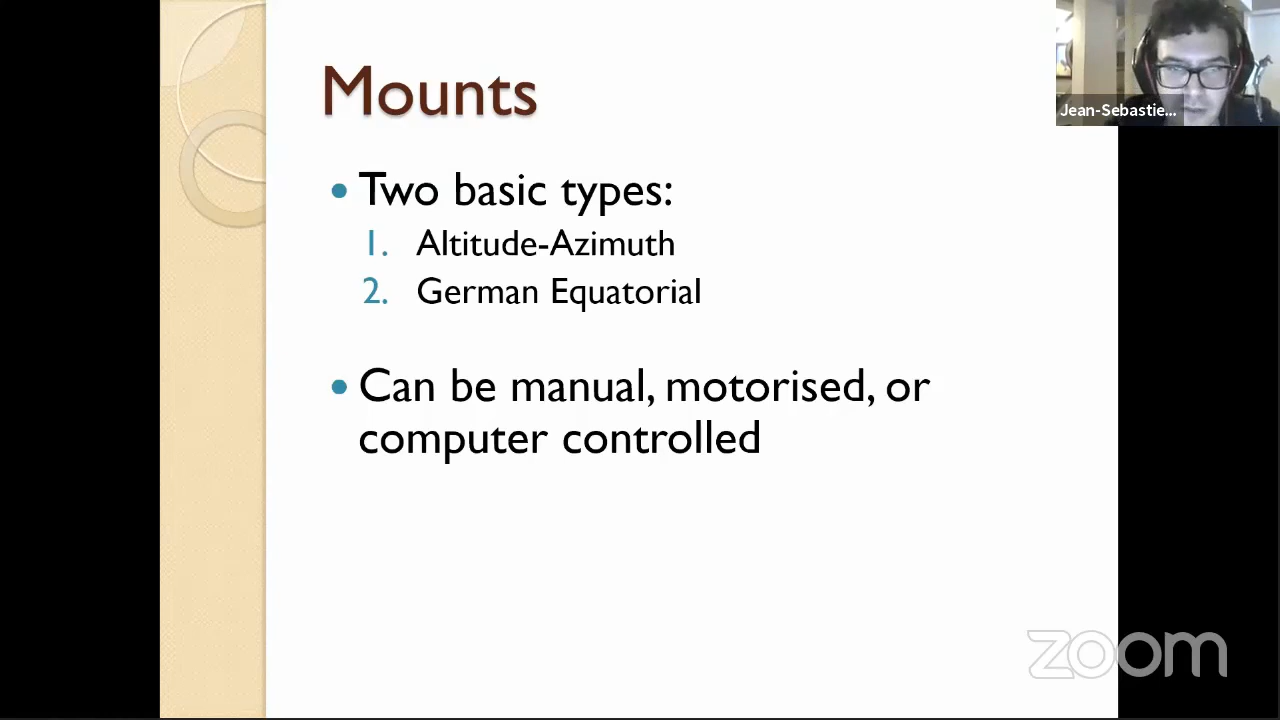 Mounts
Jean-Sebastie...
• Two basic types:
1. Altitude-Azimuth
2. German Equatorial
• Can be manual, motorised, or
computer controlled
zoom